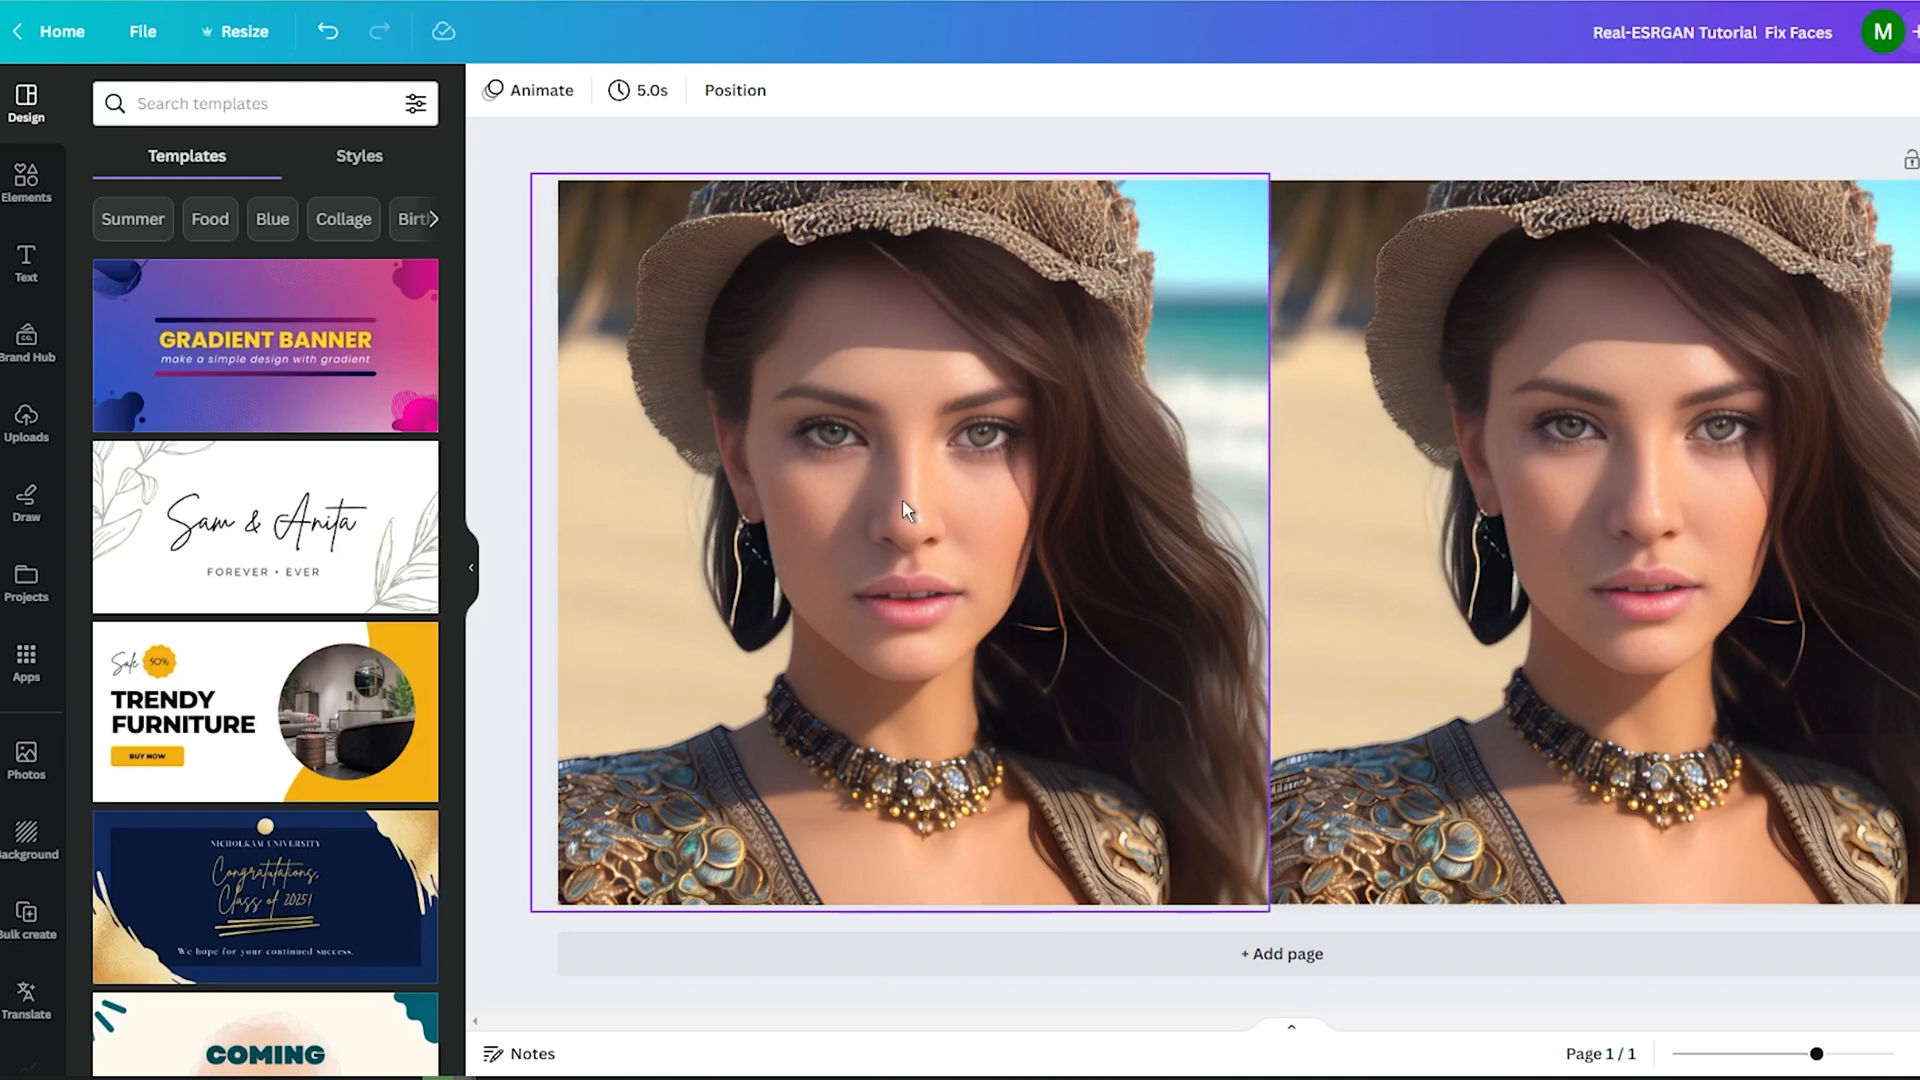 Home File Resize
Real-ESRGAN Tutorial Fix Faces
M
Design
Elements
Text
Brand Hub
Uploads
Draw
Projects
Apps
Photos
Background
Bulk create
Translate
Search templates
Templates Styles
Summer Food Blue Collage Birt
GRADIENT BANNER
make a simple design with gradient
Sam & Anita
FOREVER • EVER
Sale 50%
TRENDY
FURNITURE
BUY NOW
NICHOLKAM UNIVERSITY
Congratulations,
Class of 2025!
We hope for your continued success.
COMING
Animate 5.0s Position
+ Add page
Notes
Page 1 / 1